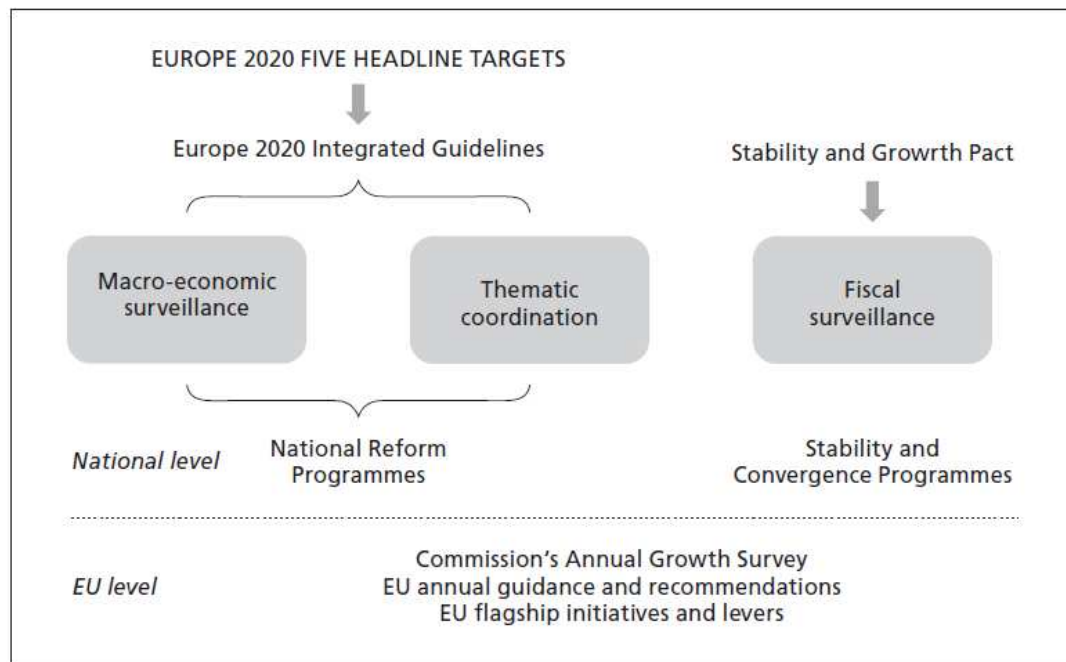 EUROPE 2020 FIVE HEADLINE TARGETS
Europe 2020 Integrated Guidelines
Stability and Growrth Pact
Macro-economic
surveillance
Thematic
coordination
Fiscal
surveillance
National level
National Reform
Programmes
Stability and
Convergence Programmes
EU level
Commission's Annual Growth Survey
EU annual guidance and recommendations
EU flagship initiatives and levers